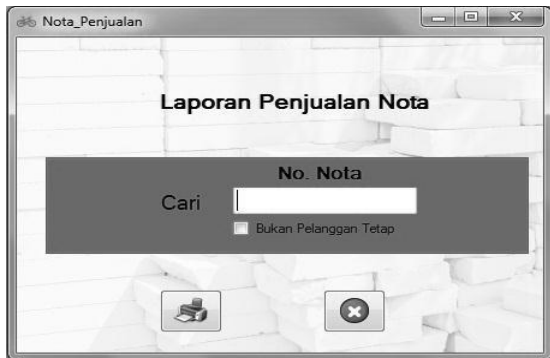 Nota_Penjualan
Laporan Penjualan Nota
No. Nota
Cari
Bukan Pelanggan Tetap